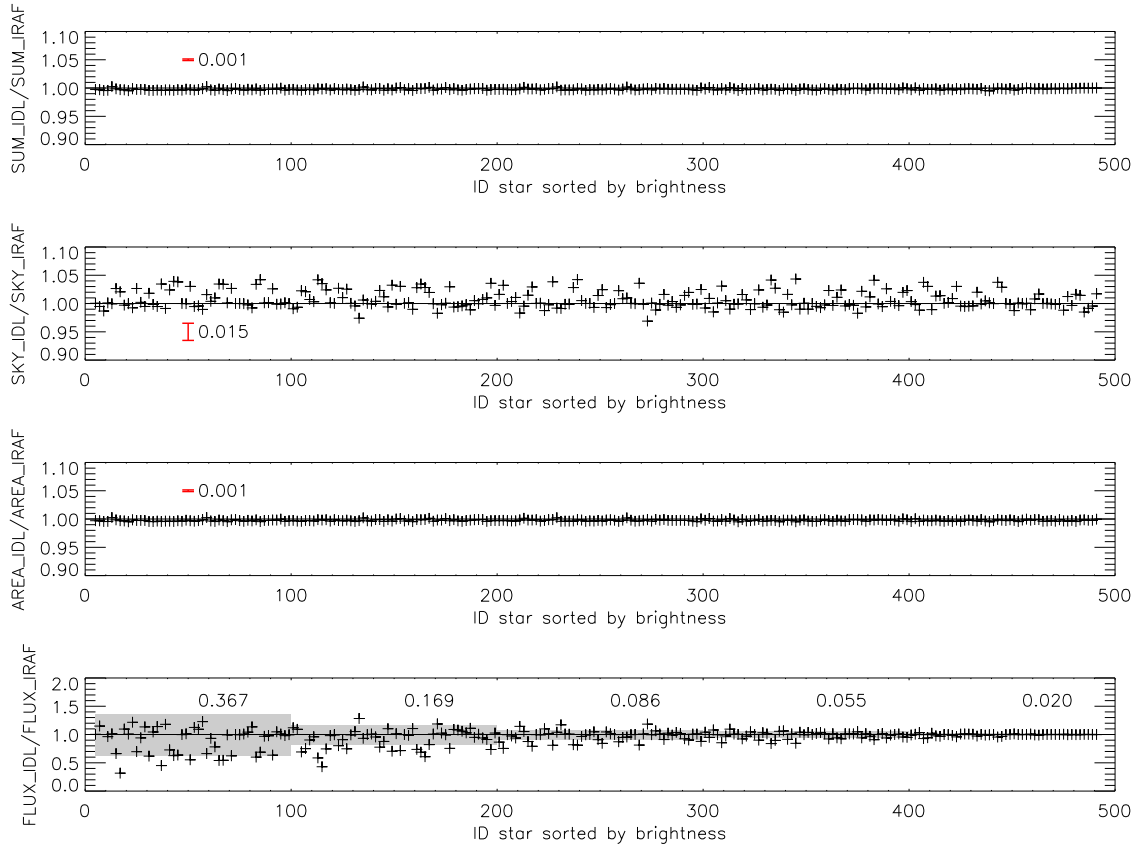 SUM_IDL/SUM_IRAF
1.10
1.05
1.00
0.95
0.90
0.001
0 100 200 300 400 500
ID star sorted by brightness
SKY_IDL/SKY_IRAF
1.10
1.05
1.00
0.95
0.90
0.015
0 100 200 300 400 500
ID star sorted by brightness
AREA_IDL/AREA_IRAF
1.10
1.05
1.00
0.95
0.90
0.001
0 100 200 300 400 500
ID star sorted by brightness
FLUX_IDL/FLUX_IRAF
2.0
1.5
1.0
0.5
0.0
0.367 0.169 0.086 0.055 0.020
0 100 200 300 400 500
ID star sorted by brightness